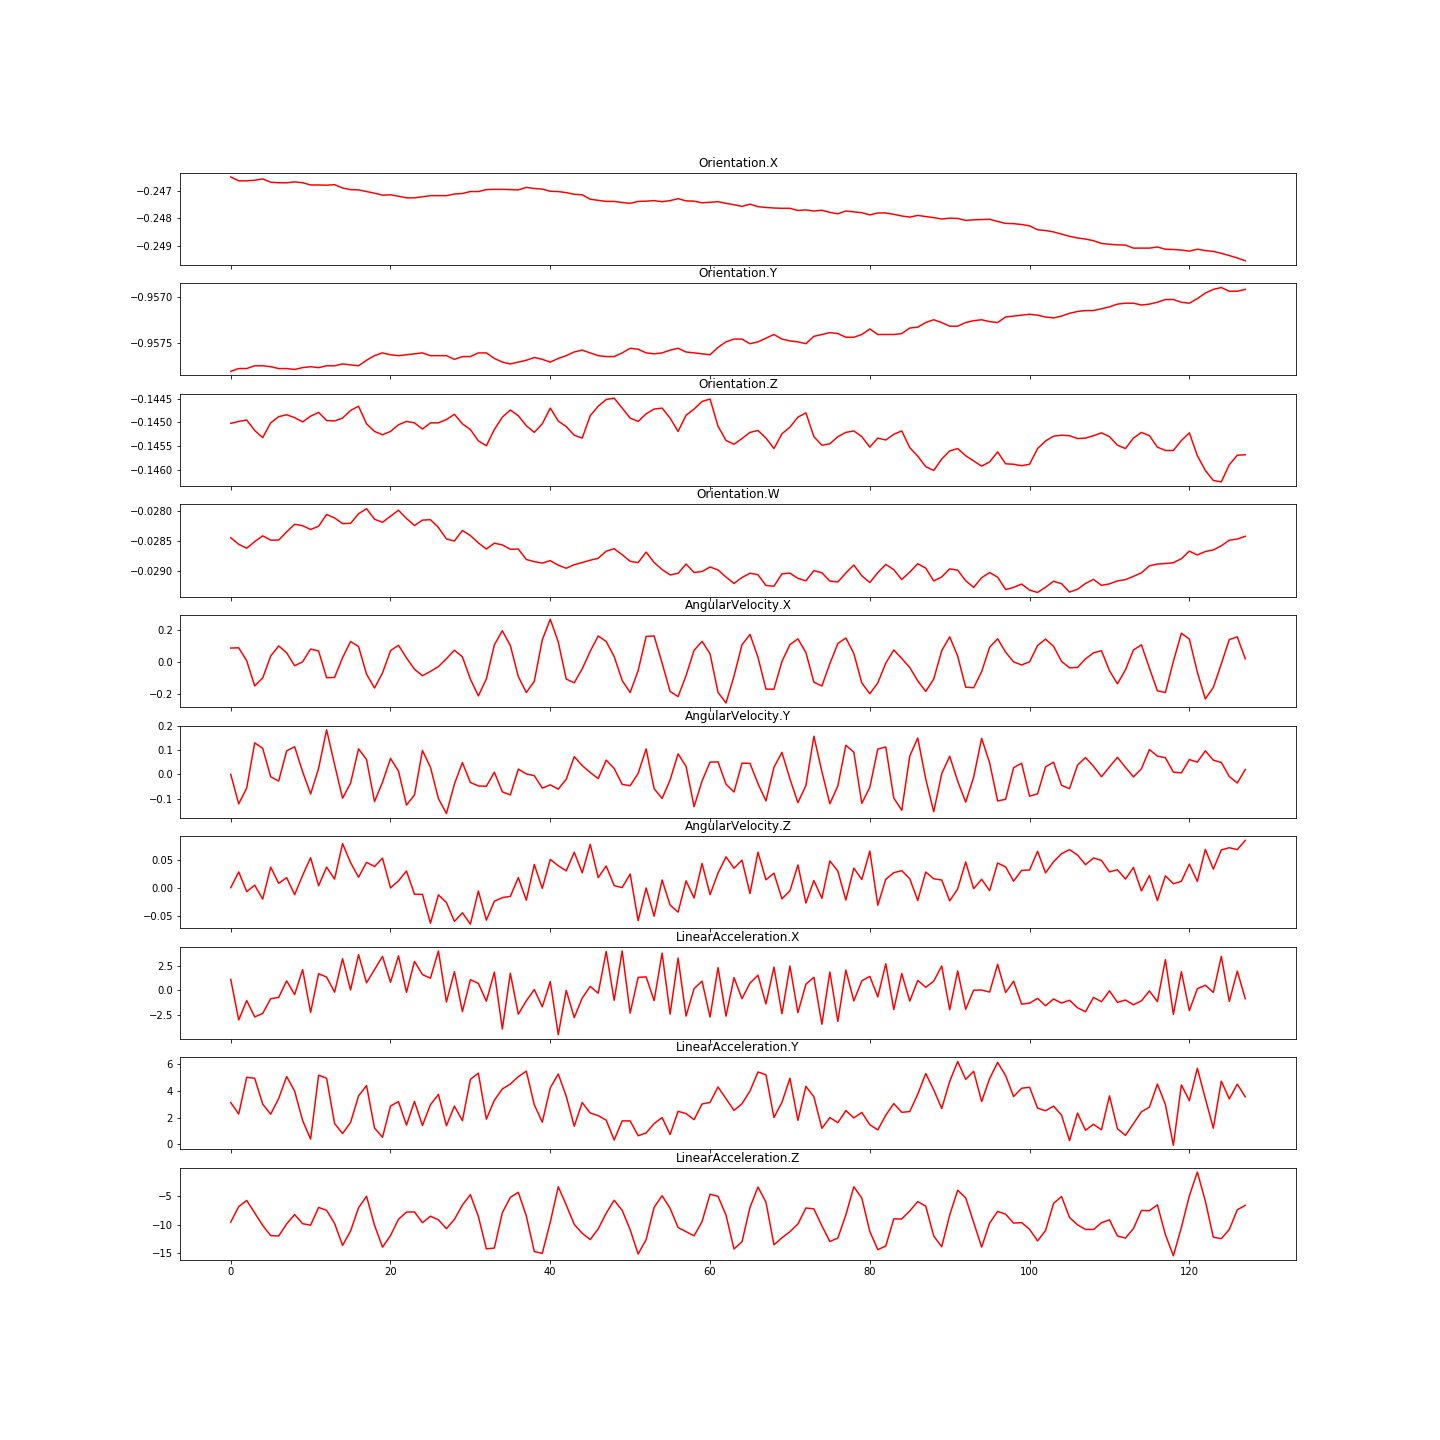 Orientation.X
−0.247
−0.248
−0.249
Orientation.Y
−0.9570
−0.9575
Orientation.Z
−0.1445
−0.1450
−0.1455
−0.1460
Orientation.W
−0.0280
−0.0285
−0.0290
AngularVelocity.X
0.2
0.0
−0.2
AngularVelocity.Y
0.2
0.1
0.0
−0.1
AngularVelocity.Z
0.05
0.00
−0.05
LinearAcceleration.X
2.5
0.0
−2.5
LinearAcceleration.Y
6
4
2
0
LinearAcceleration.Z
−5
−10
−15
0 20 40 60 80 100 120